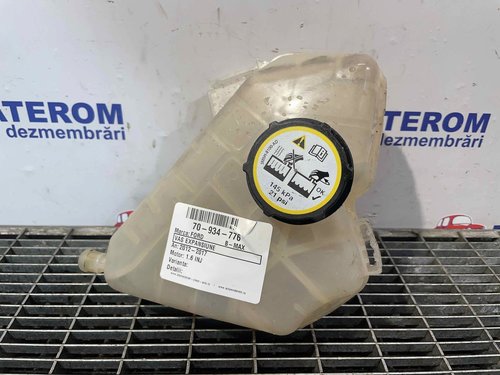 ATEROM
dezmembrări
ATEROM
dezmembrări
OK
145 kPa
21 psi
70-934-776
Marca: FORD B-MAX
VAS EXPANSIUNE
An: 2012 - 2017
Motor: 1.6 INJ
Varianta:
Detalii: